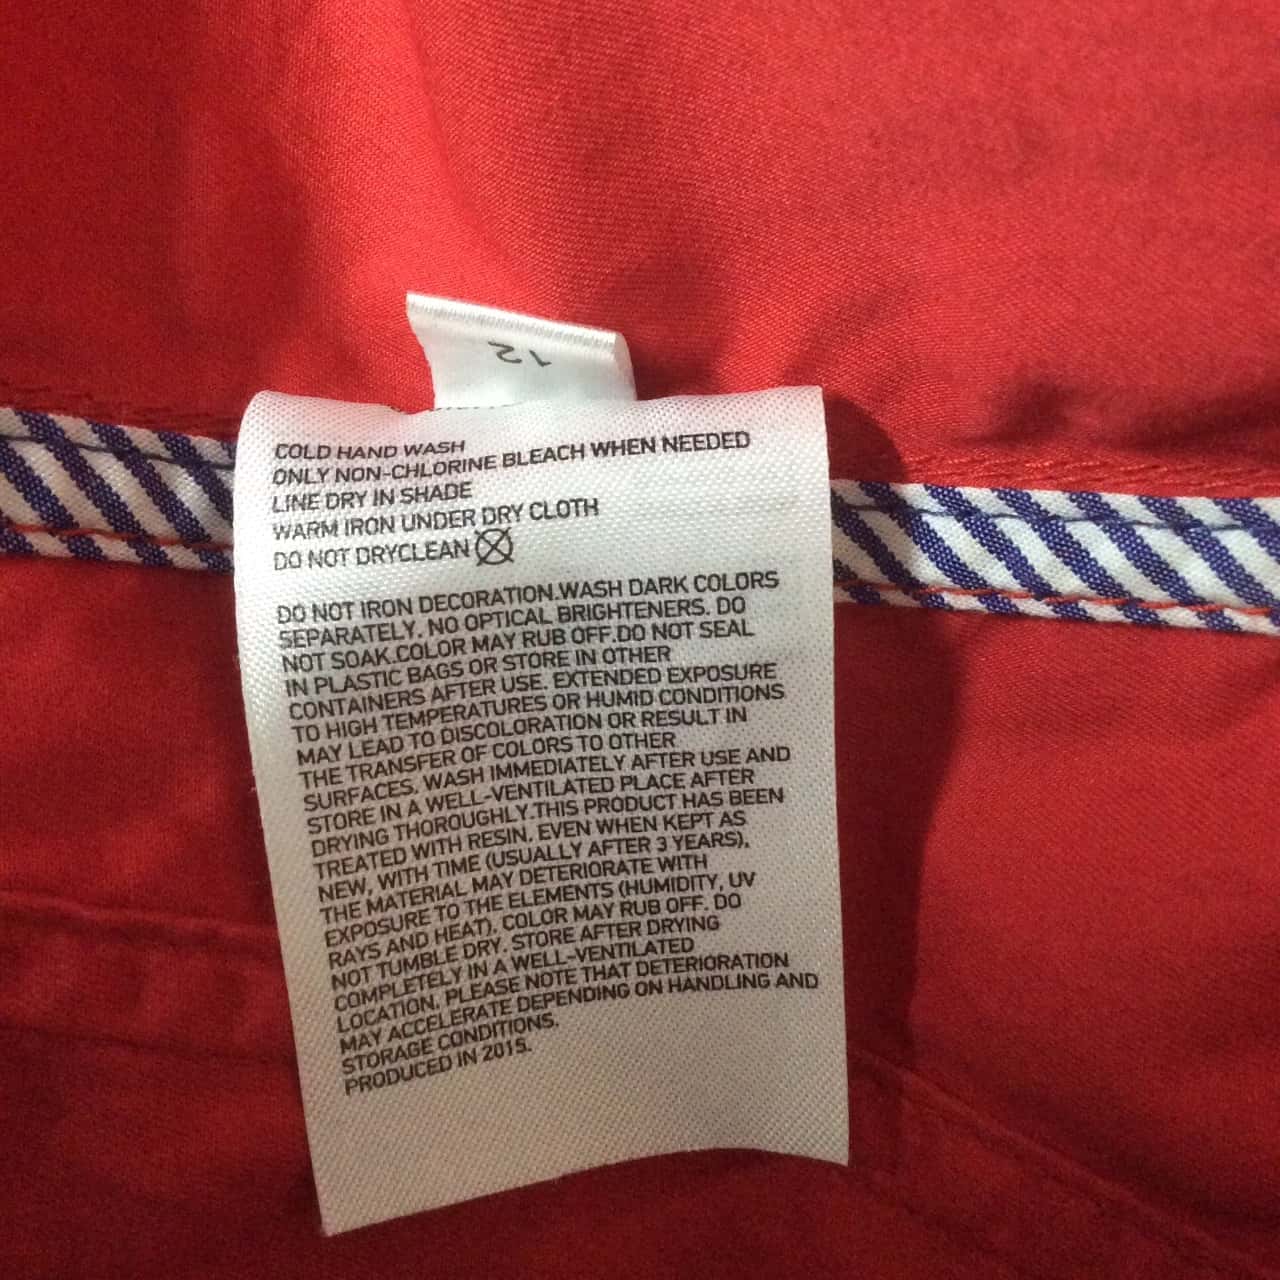 12
COLD HAND WASH
ONLY NON-CHLORINE BLEACH WHEN NEEDED
LINE DRY IN SHADE
WARM IRON UNDER DRY CLOTH
DO NOT DRYCLEAN
DO NOT IRON DECORATION.WASH DARK COLORS
SEPARATELY. NO OPTICAL BRIGHTENERS. DO
NOT SOAK.COLOR MAY RUB OFF.DO NOT SEAL
IN PLASTIC BAGS OR STORE IN OTHER
CONTAINERS AFTER USE. EXTENDED EXPOSURE
TO HIGH TEMPERATURES OR HUMID CONDITIONS
MAY LEAD TO DISCOLORATION OR RESULT IN
THE TRANSFER OF COLORS TO OTHER
SURFACES. WASH IMMEDIATELY AFTER USE AND
STORE IN A WELL-VENTILATED PLACE AFTER
DRYING THOROUGHLY.THIS PRODUCT HAS BEEN
TREATED WITH RESIN. EVEN WHEN KEPT AS
NEW, WITH TIME (USUALLY AFTER 3 YEARS),
THE MATERIAL MAY DETERIORATE WITH
EXPOSURE TO THE ELEMENTS (HUMIDITY, UV
RAYS AND HEAT). COLOR MAY RUB OFF. DO
NOT TUMBLE DRY. STORE AFTER DRYING
COMPLETELY IN A WELL-VENTILATED
LOCATION. PLEASE NOTE THAT DETERIORATION
MAY ACCELERATE DEPENDING ON HANDLING AND
STORAGE CONDITIONS.
PRODUCED IN 2015.